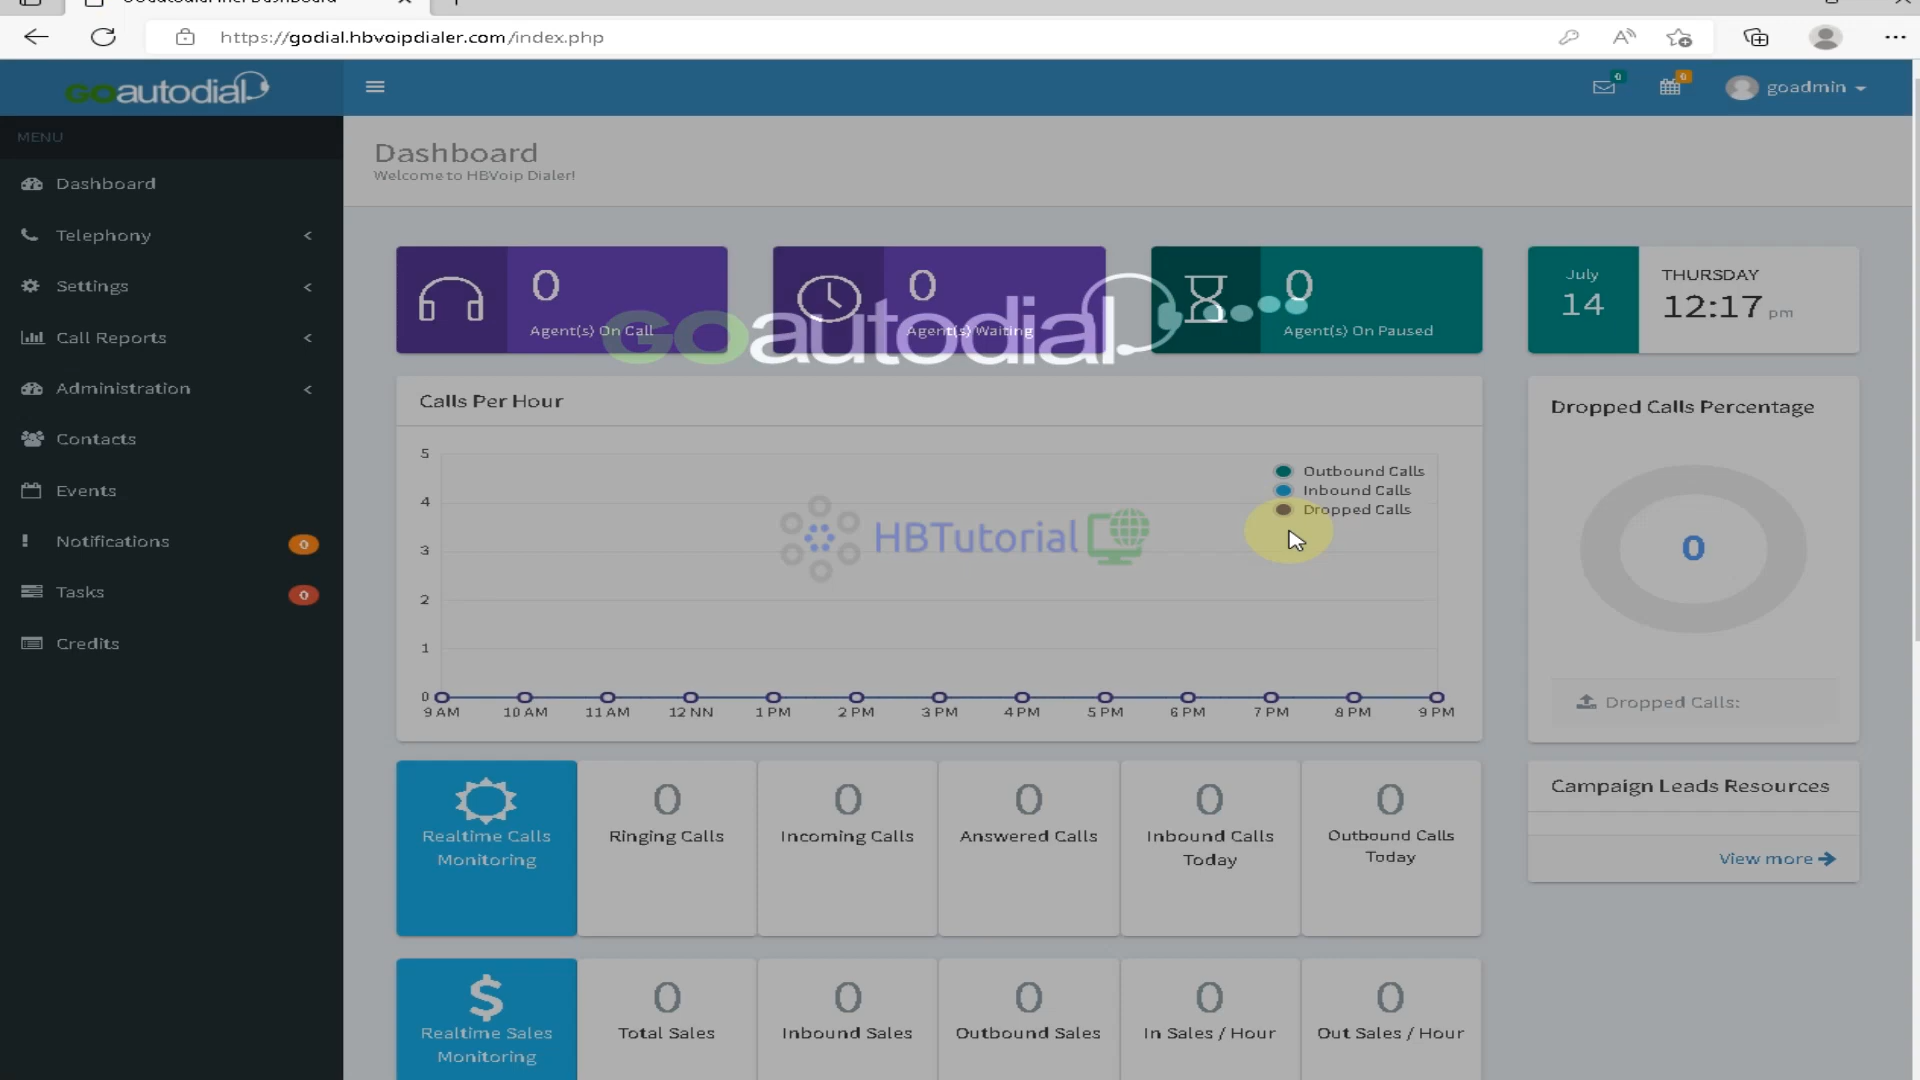 https://godial.hbvoipdialer.com/index.php
GOautodial
0
0
goadmin
MENU
Dashboard
Telephony
Settings
Call Reports
Administration
Contacts
Events
Notifications 0
Tasks 0
Credits
Dashboard
Welcome to HBVoip Dialer!
0
Agent(s) On Call
0
Agent(s) Waiting
0
Agent(s) On Paused
July
14
THURSDAY
12:17 pm
GOautodial
Calls Per Hour
5
4
3
2
1
0
Outbound Calls
Inbound Calls
Dropped Calls
HBTutorial
9 AM 10 AM 11 AM 12 NN 1 PM 2 PM 3 PM 4 PM 5 PM 6 PM 7 PM 8 PM 9 PM
Dropped Calls Percentage
0
Dropped Calls:
Realtime Calls
Monitoring
0
Ringing Calls
0
Incoming Calls
0
Answered Calls
0
Inbound Calls
Today
0
Outbound Calls
Today
Campaign Leads Resources
View more
Realtime Sales
Monitoring
0
Total Sales
0
Inbound Sales
0
Outbound Sales
0
In Sales / Hour
0
Out Sales / Hour